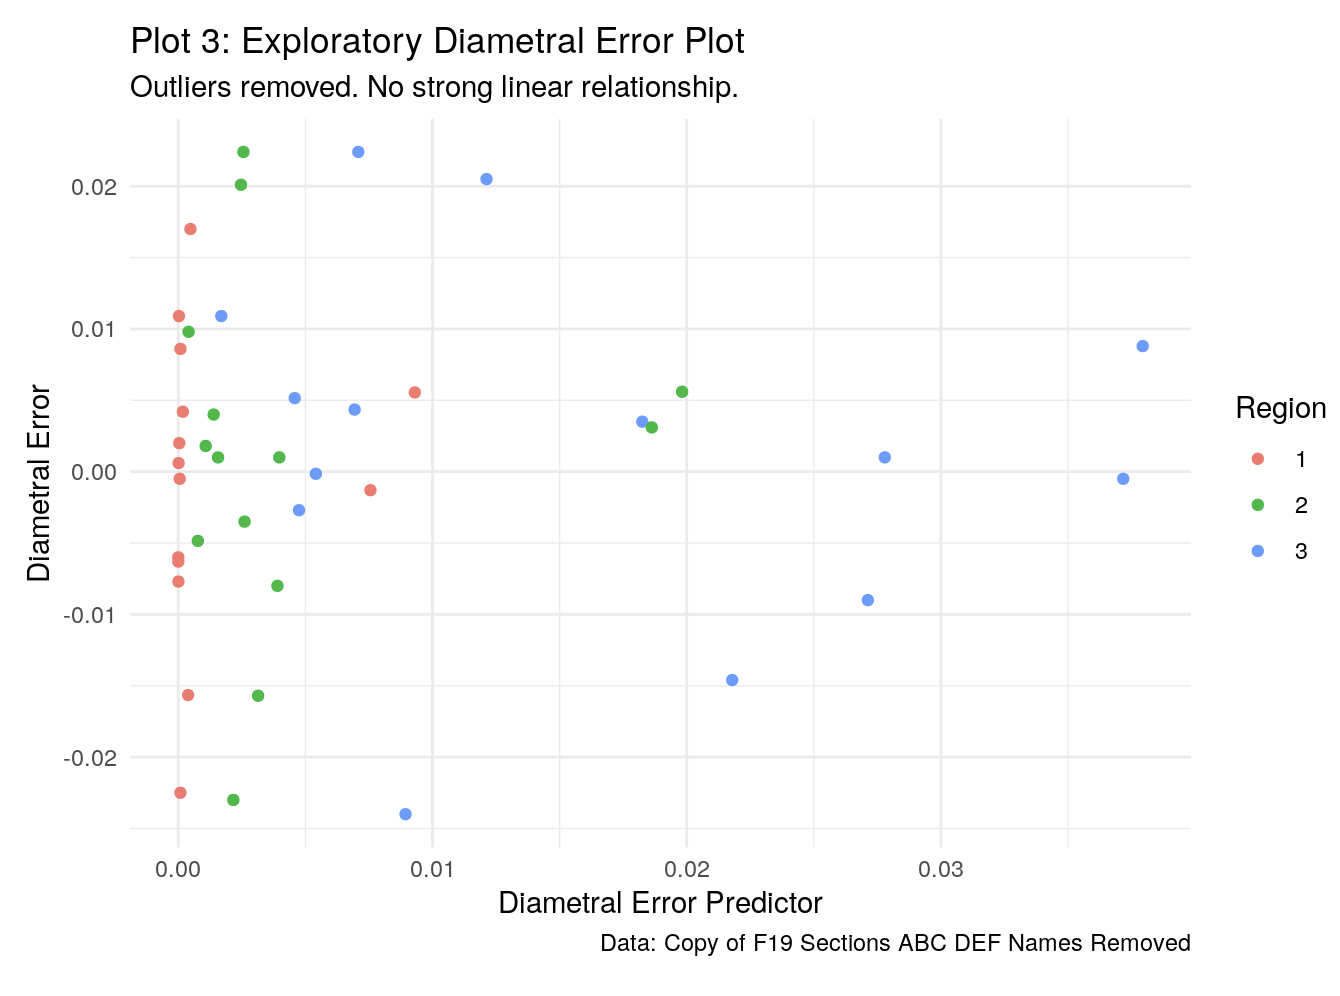 Plot 3: Exploratory Diametral Error Plot
Outliers removed. No strong linear relationship.
Diametral Error
0.02
0.01
0.00
-0.01
-0.02
0.00 0.01 0.02 0.03
Diametral Error Predictor
Region
1
2
3
Data: Copy of F19 Sections ABC DEF Names Removed